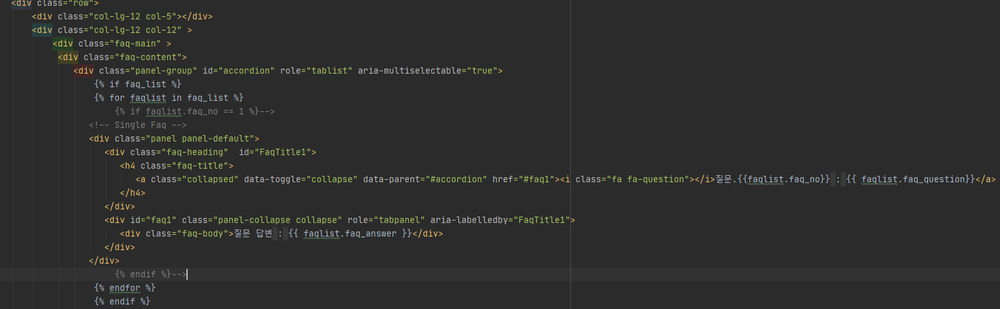 <div class="row">
<div class="col-lg-12 col-5"></div>
<div class="col-lg-12 col-12" >
<div class="faq-main" >
<div class="faq-content">
<div class="panel-group" id="accordion" role="tablist" aria-multiselectable="true">
{% if faq_list %}
{% for faqlist in faq_list %}
{% if faqlist.faq_no == 1 %}-->
<!-- Single Faq -->
<div class="panel panel-default">
<div class="faq-heading"  id="FaqTitle1">
<h4 class="faq-title">
<a class="collapsed" data-toggle="collapse" data-parent="#accordion" href="#faq1"><i class="fa fa-question"></i>질문.{{faqlist.faq_no}} : {{ faqlist.faq_question}}</a>
</h4>
</div>
<div id="faq1" class="panel-collapse collapse" role="tabpanel" aria-labelledby="FaqTitle1">
<div class="faq-body">질문 답변 : {{ faqlist.faq_answer }}</div>
</div>
</div>
{% endif %}-->
{% endfor %}
{% endif %}